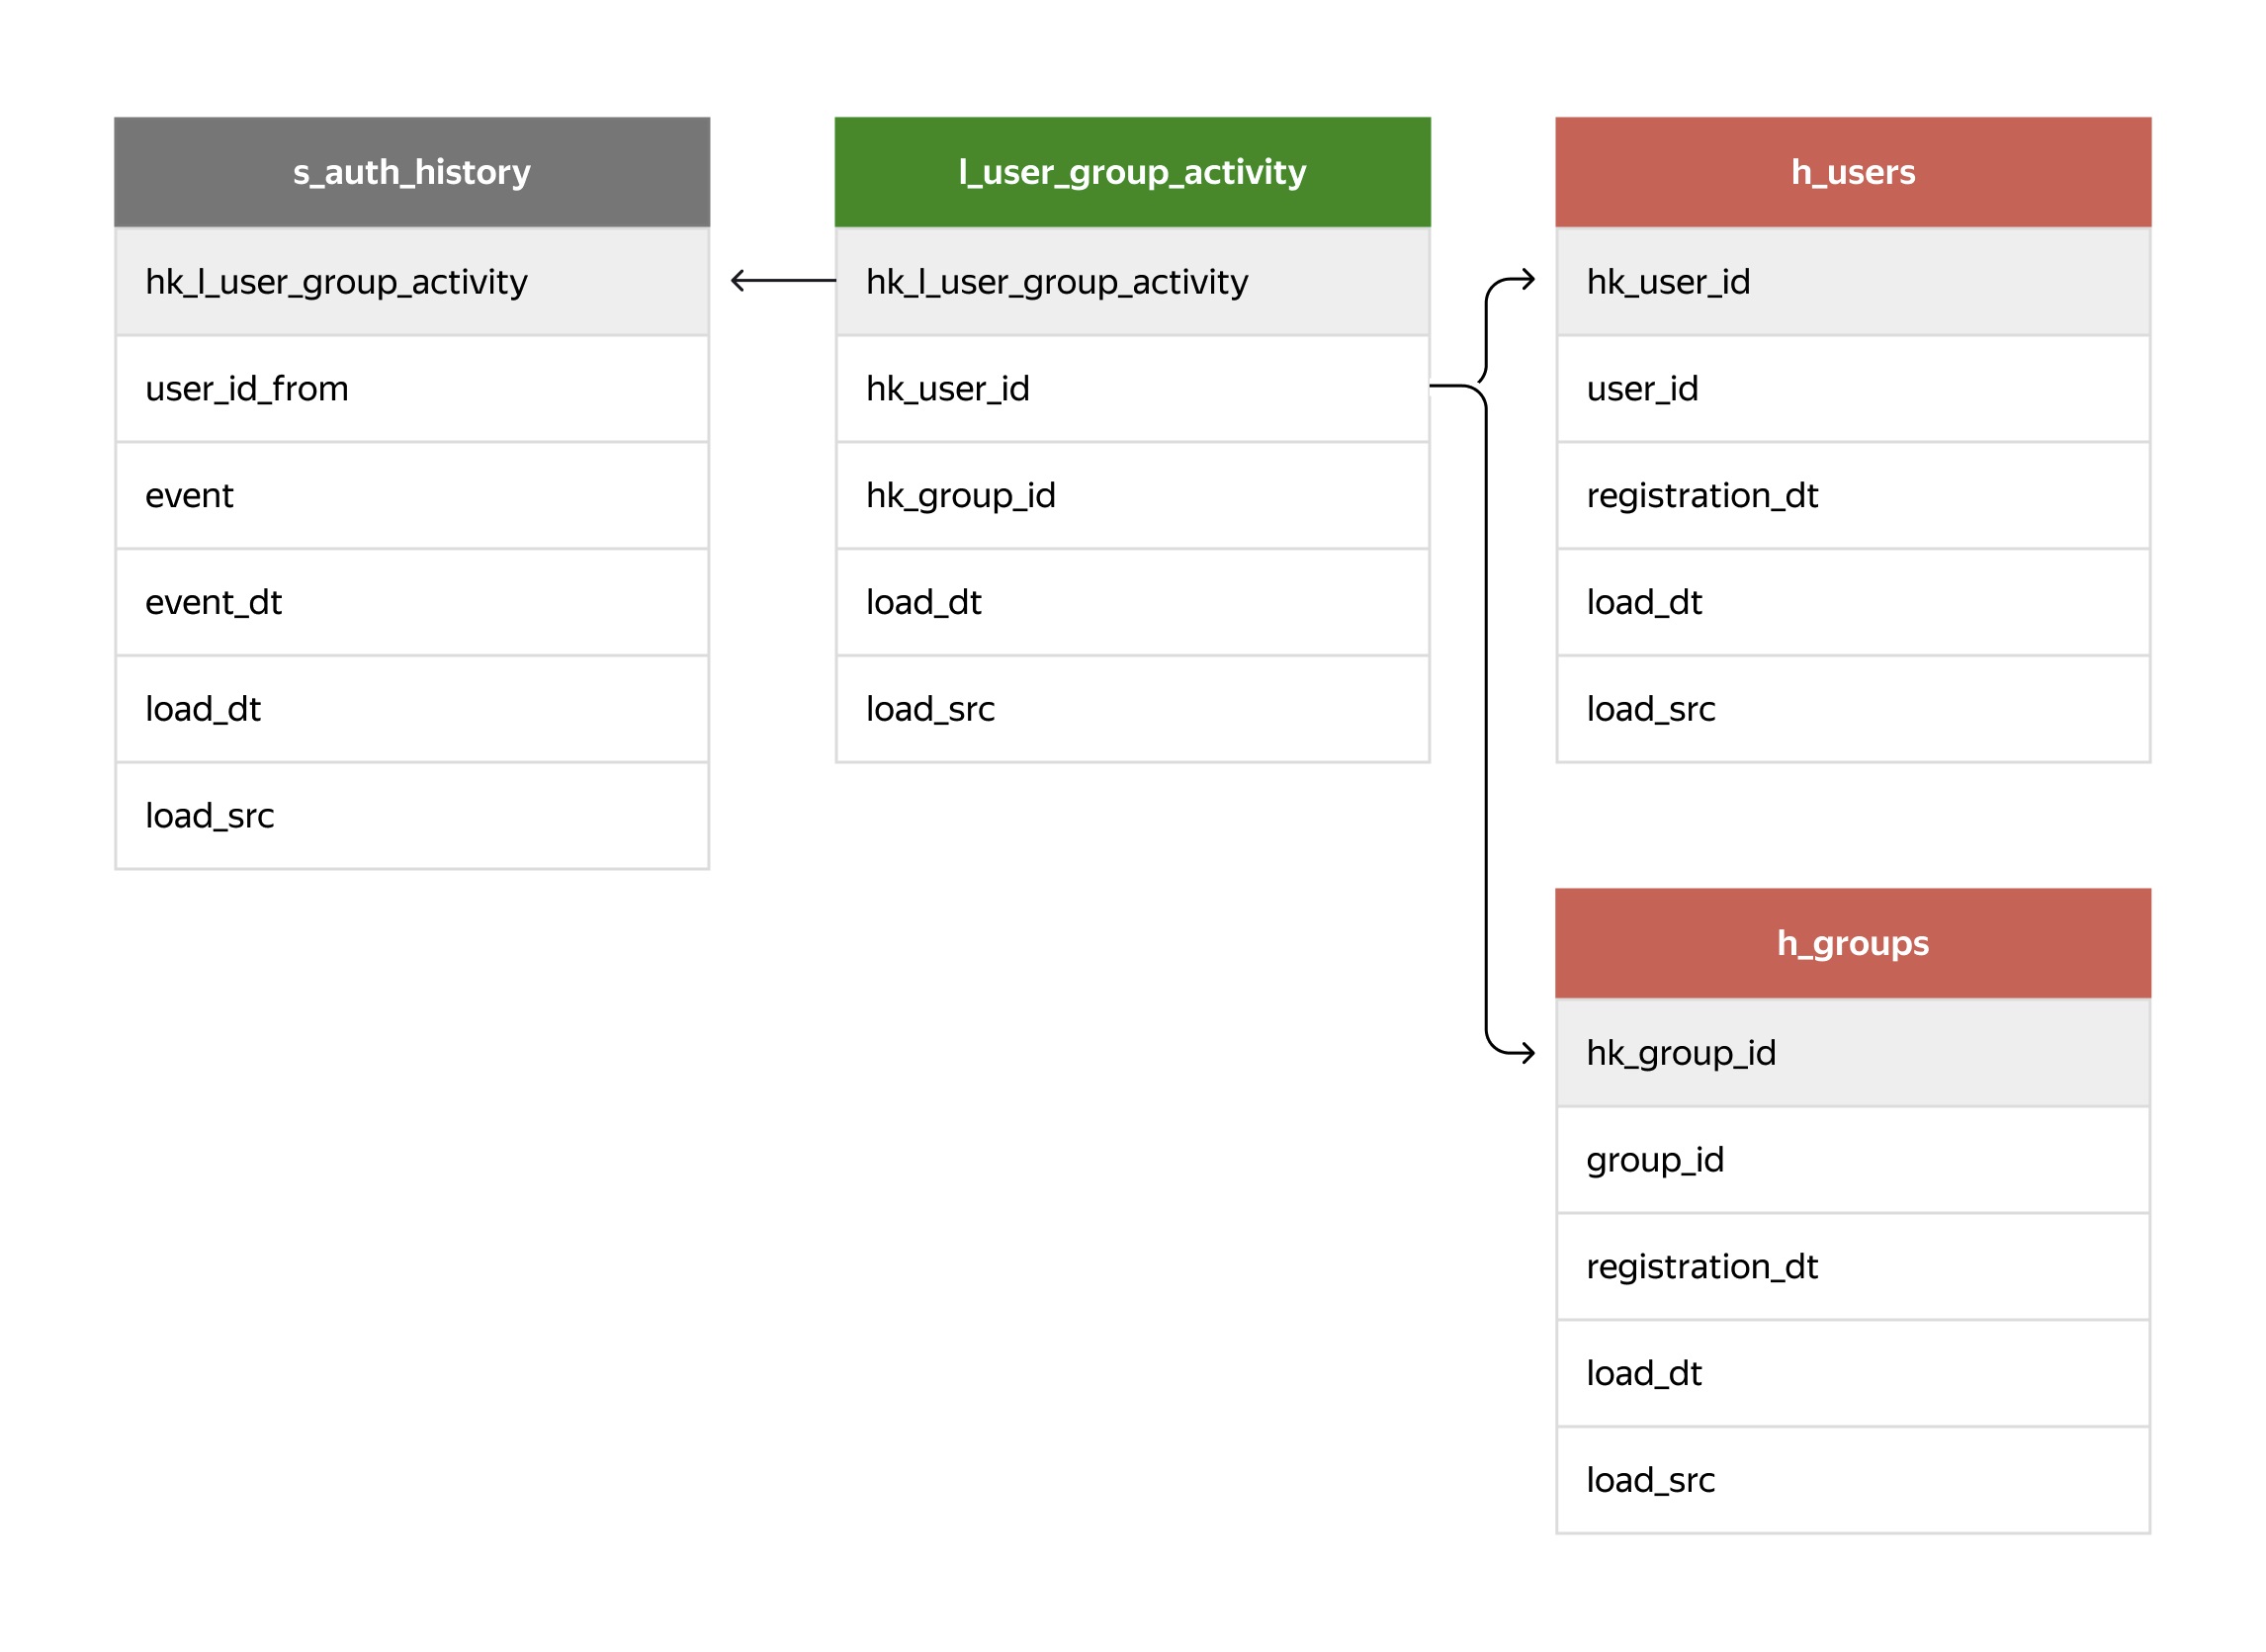 s_auth_history
hk_l_user_group_activity
user_id_from
event
event_dt
load_dt
load_src
l_user_group_activity
hk_l_user_group_activity
hk_user_id
hk_group_id
load_dt
load_src
h_users
hk_user_id
user_id
registration_dt
load_dt
load_src
h_groups
hk_group_id
group_id
registration_dt
load_dt
load_src